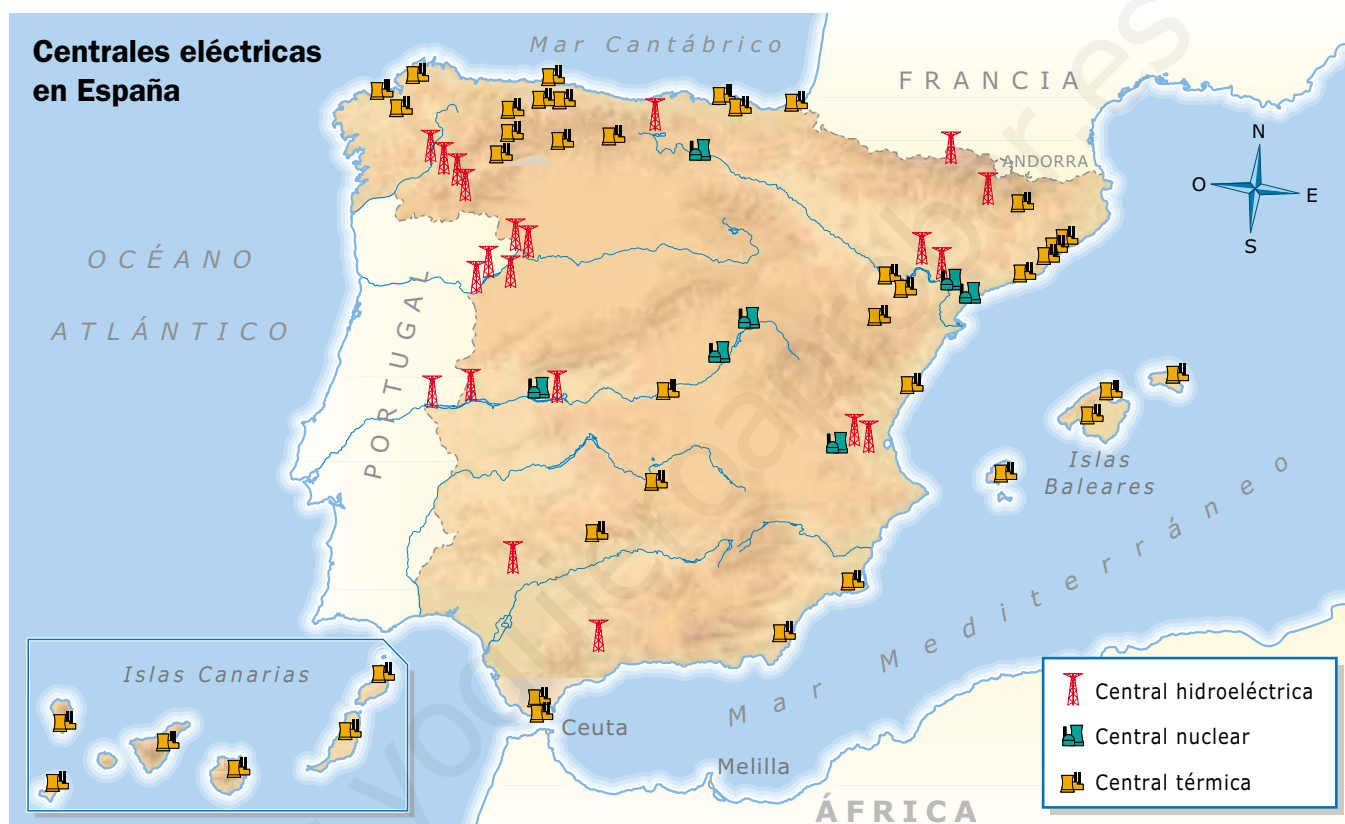 Centrales eléctricas
en España
Mar Cantábrico
FRANCIA
ANDORRA
N
O
E
S
OCÉANO
ATLÁNTICO
PORTUGAL
Islas
Baleares
Mar Mediterráneo
Islas Canarias
Ceuta
Melilla
ÁFRICA
Central hidroeléctrica
Central nuclear
Central térmica